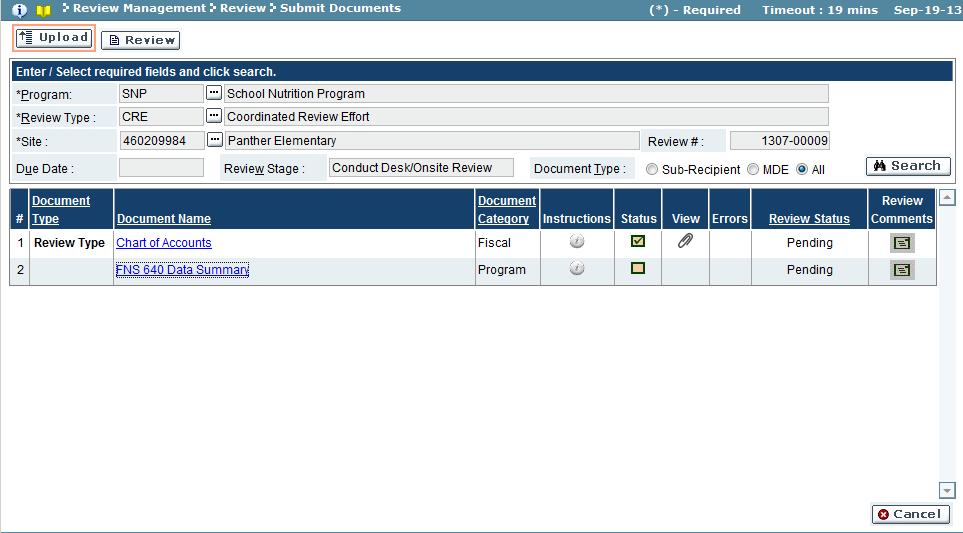 Review Management Review Submit Documents (*) - Required Timeout : 19 mins Sep-19-13
Upload Review
Enter / Select required fields and click search.
*Program: SNP ... School Nutrition Program
*Review Type : CRE ... Coordinated Review Effort
*Site : 460209984 ... Panther Elementary Review # : 1307-00009
Due Date : Review Stage : Conduct Desk/Onsite Review Document Type : Sub-Recipient MDE All Search
# Document Type Document Name Document Category Instructions Status View Errors Review Status Review Comments
1 Review Type Chart of Accounts Fiscal Pending
2 FNS 640 Data Summary Program Pending
Cancel